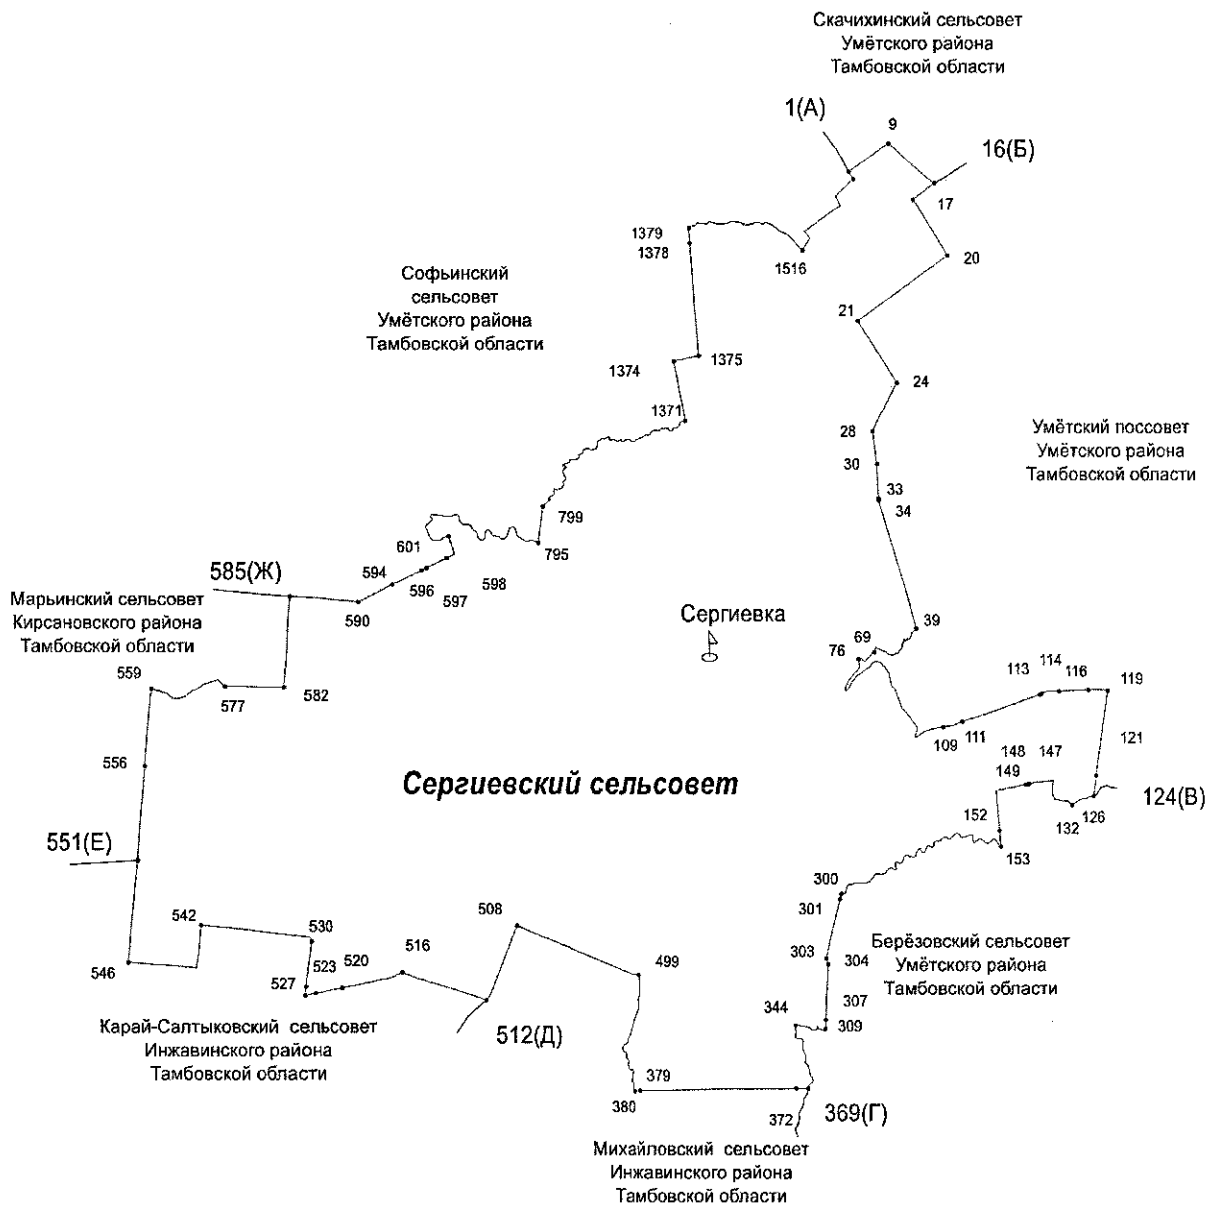 Скачихинский сельсовет
Умётского района
Тамбовской области
1(А)
9
16(Б)
17
1379
1378
1516
20
Софьинский
сельсовет
Умётского района
Тамбовской области
21
1374
1375
24
1371
28
Умётский поссовет
Умётского района
Тамбовской области
30
33
34
799
601
795
594
598
585(Ж)
596
597
590
Марьинский сельсовет
Кирсановского района
Тамбовской области
Сергиевка
39
69
76
559
577
582
113
114
116
119
109
111
121
556
Сергиевский сельсовет
148
147
149
124(В)
126
132
152
551(Е)
153
300
301
542
508
530
516
303
Берёзовский сельсовет
Умётского района
Тамбовской области
304
546
523
520
499
527
307
344
309
Карай-Салтыковский сельсовет
Инжавинского района
Тамбовской области
512(Д)
379
380
372
369(Г)
Михайловский сельсовет
Инжавинского района
Тамбовской области